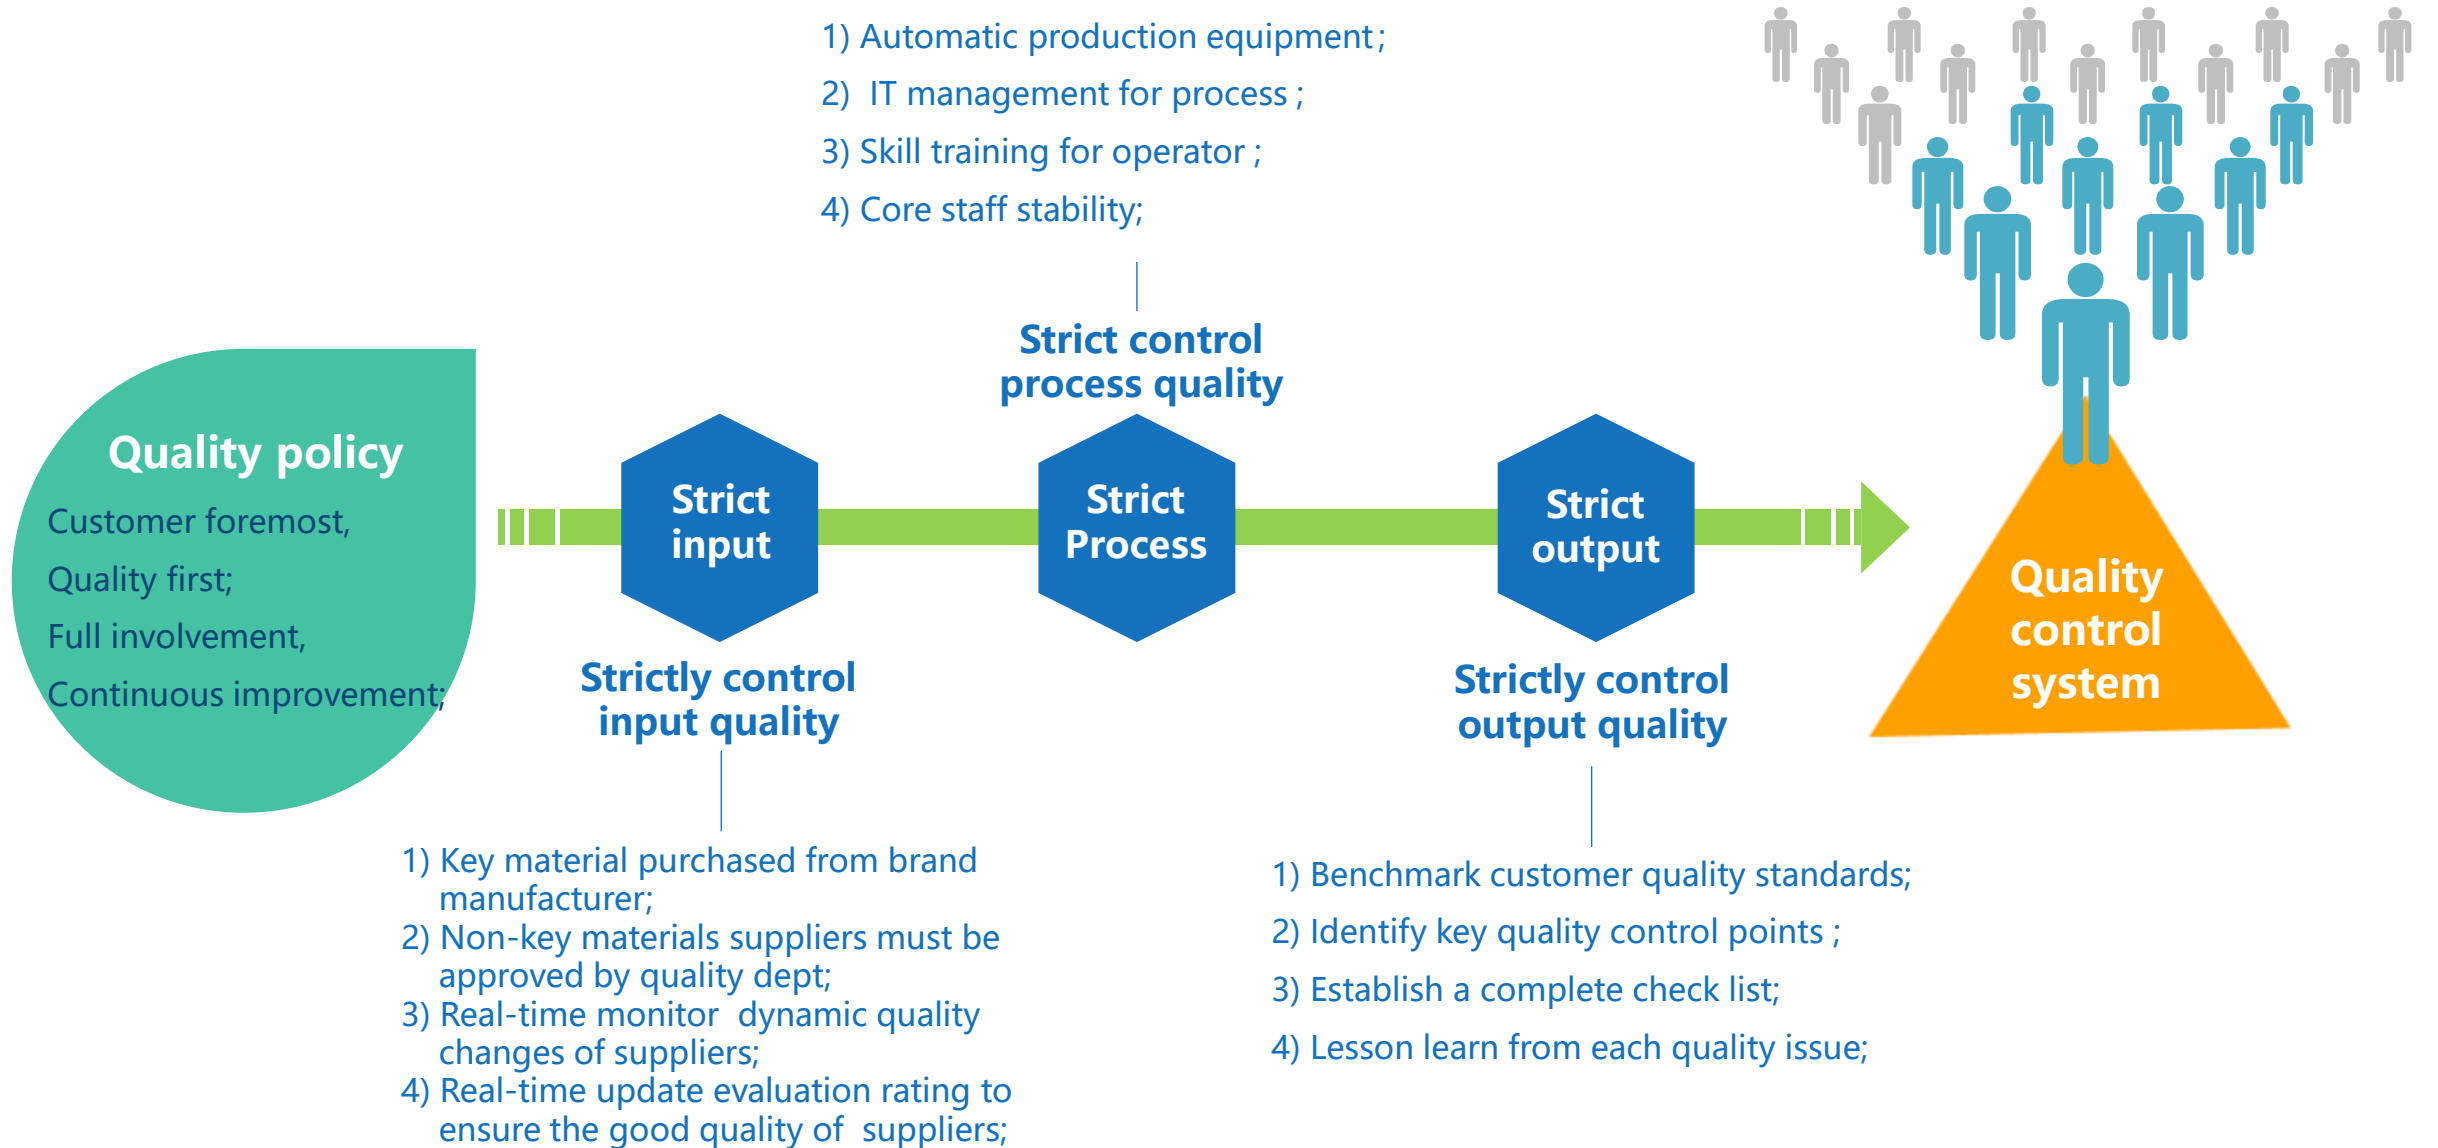 1) Automatic production equipment;
2) IT management for process ;
3) Skill training for operator ;
4) Core staff stability;
Strict control
process quality
Quality policy
Customer foremost,
Quality first;
Full involvement,
Continuous improvement;
Strict
input
Strict
Process
Strict
output
Quality
control
system
Strictly control
input quality
Strictly control
output quality
1) Key material purchased from brand
manufacturer;
2) Non-key materials suppliers must be
approved by quality dept;
3) Real-time monitor dynamic quality
changes of suppliers;
4) Real-time update evaluation rating to
ensure the good quality of suppliers;
1) Benchmark customer quality standards;
2) Identify key quality control points ;
3) Establish a complete check list;
4) Lesson learn from each quality issue;